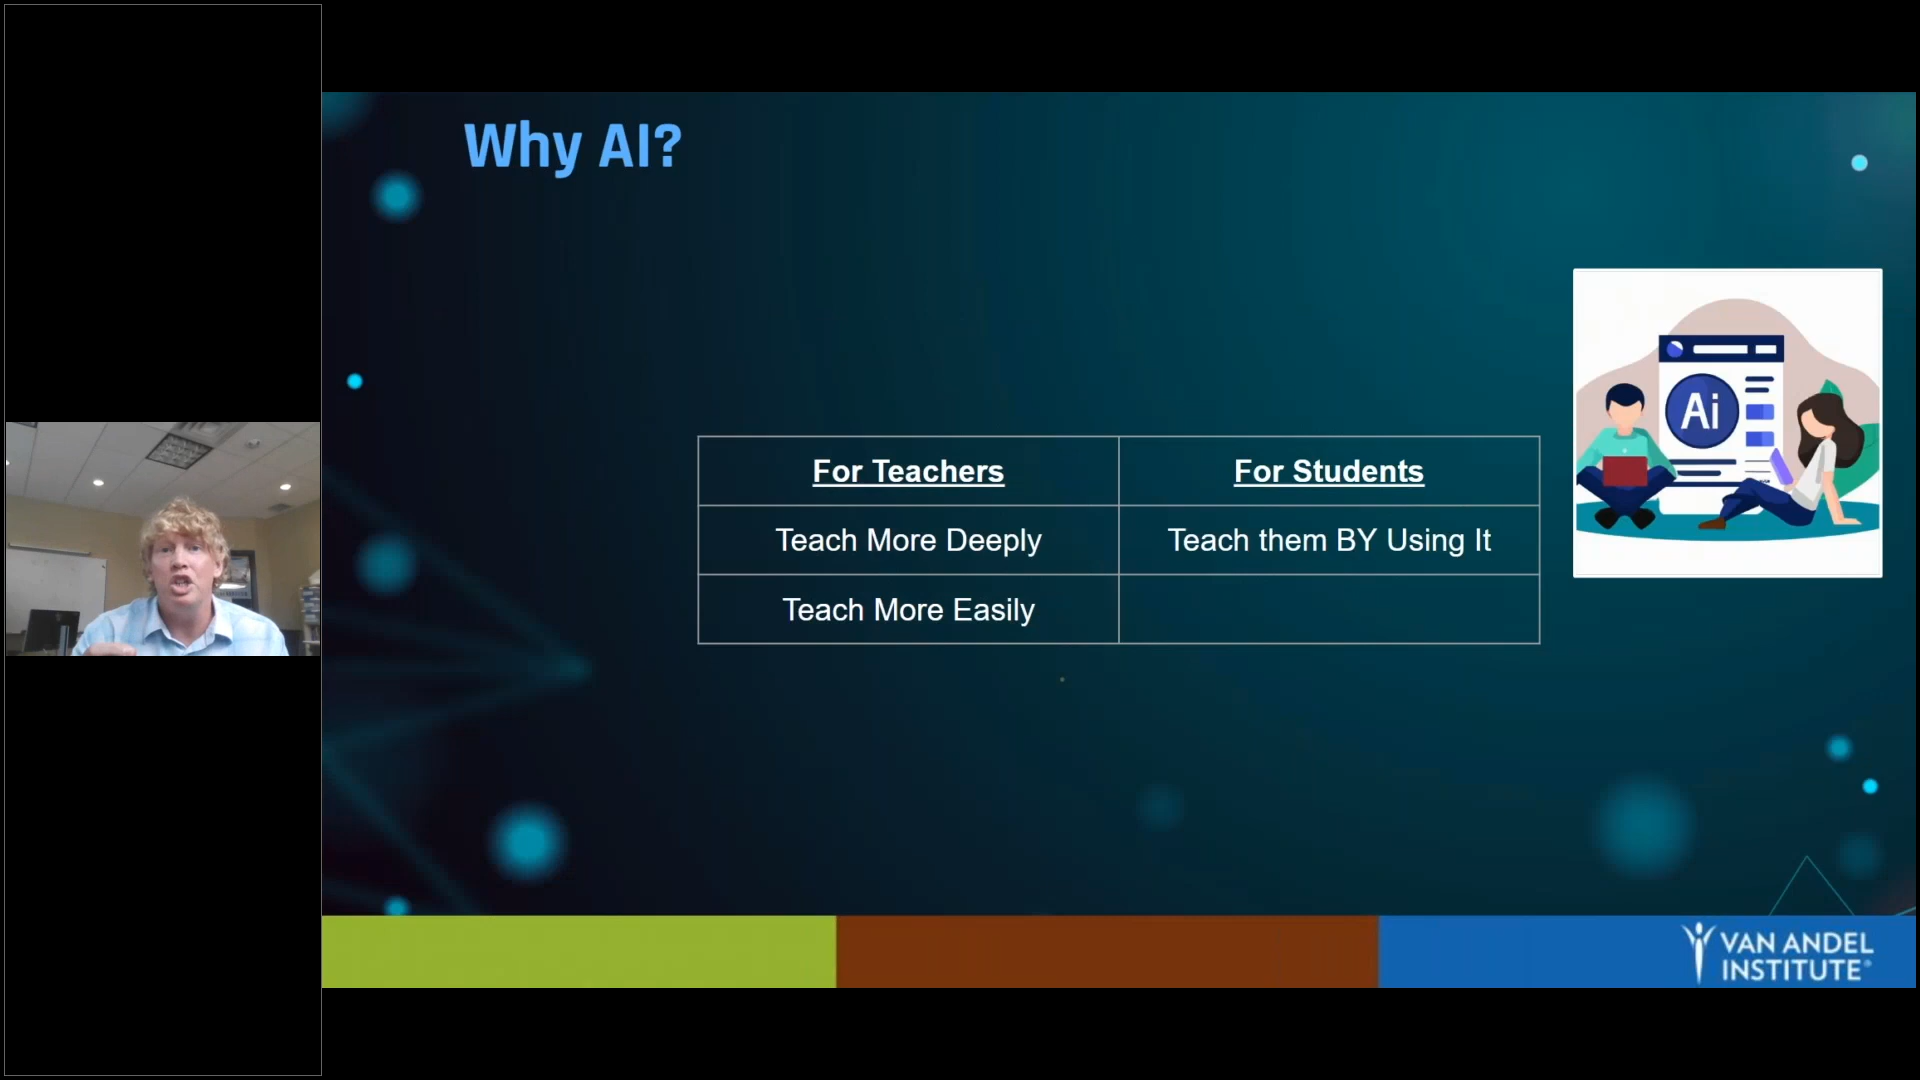 Why AI?
For Teachers
For Students
Teach More Deeply
Teach them BY Using It
Teach More Easily
Ai
VAN ANDEL
INSTITUTE®